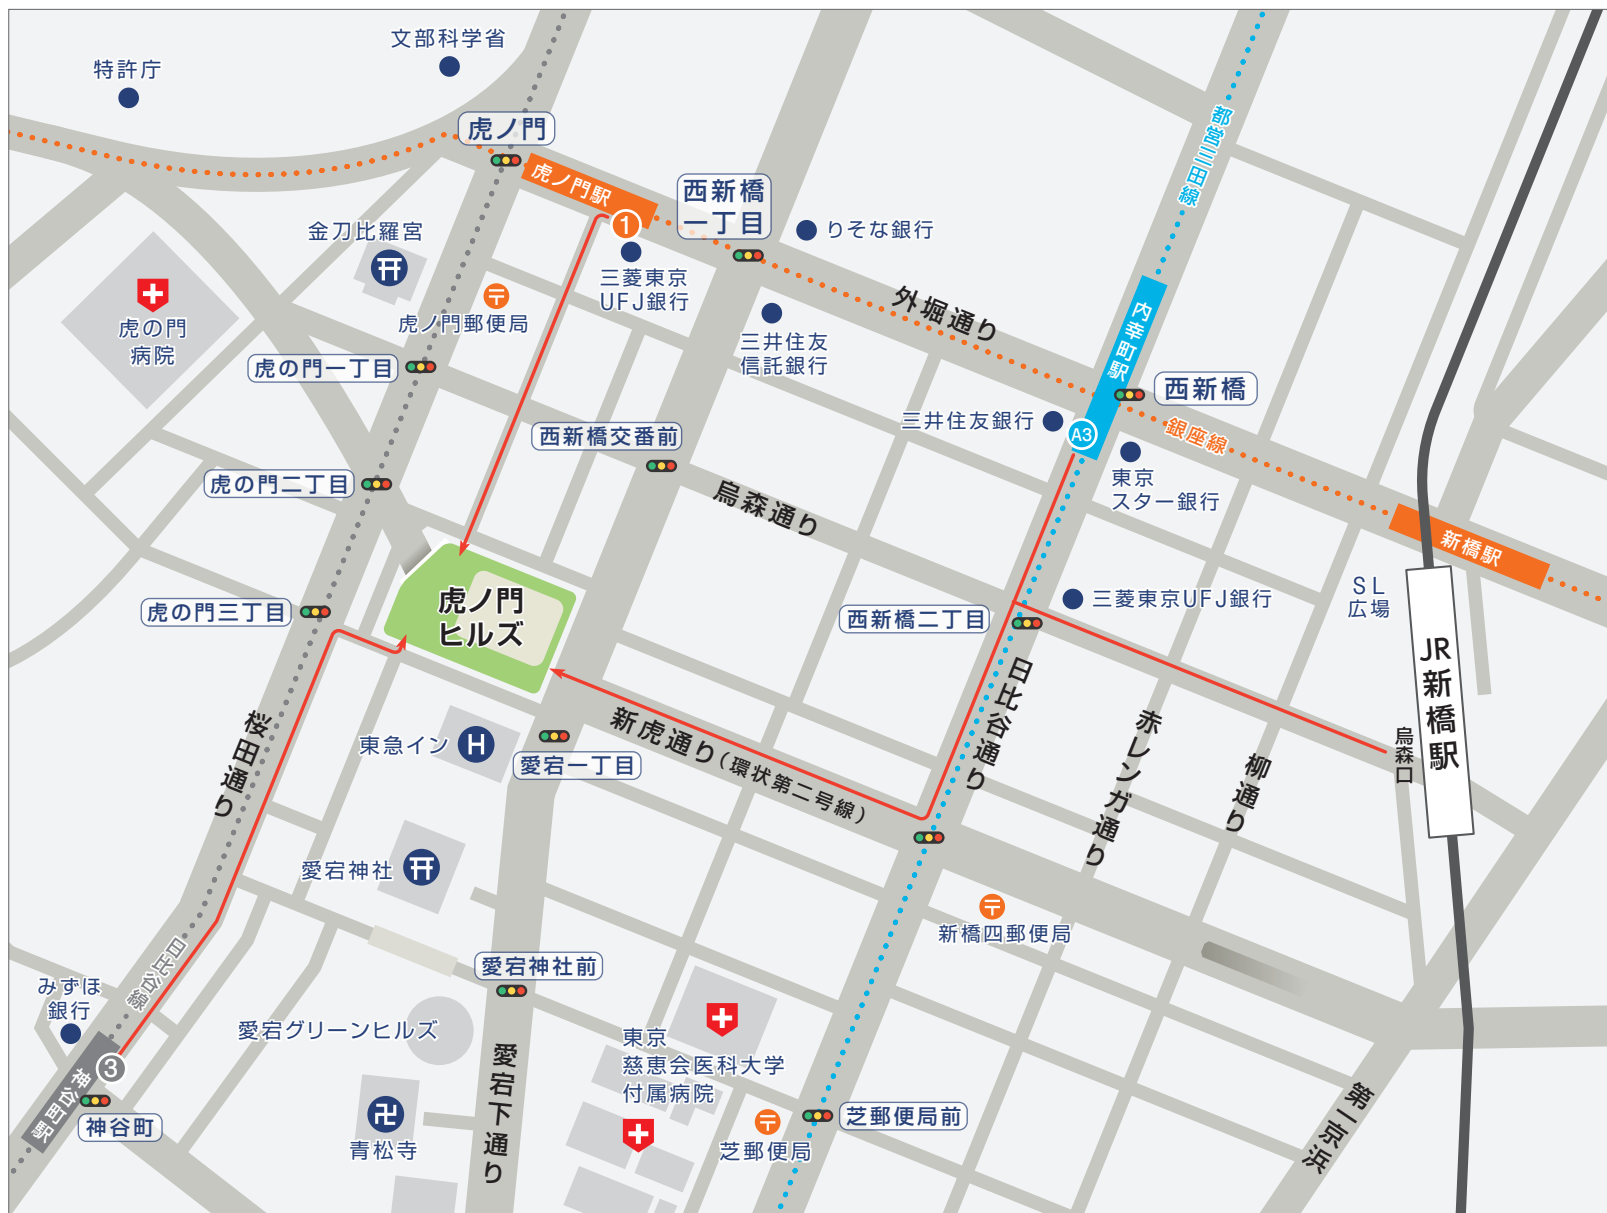 文部科学省
特許庁
虎ノ門
虎ノ門駅
1
西新橋
一丁目
りそな銀行
都営三田線
金刀比羅宮
三菱東京
UFJ銀行
虎ノ門郵便局
虎の門
病院
外堀通り
三井住友
信託銀行
内幸町駅
虎の門一丁目
西新橋
三井住友銀行
A3
銀座線
西新橋交番前
東京
スター銀行
虎の門二丁目
烏森通り
新橋駅
虎ノ門
ヒルズ
虎の門三丁目
西新橋二丁目
三菱東京UFJ銀行
SL
広場
JR新橋駅
日比谷通り
烏森口
桜田通り
東急イン
H
愛宕一丁目
新虎通り(環状第二号線)
赤レンガ通り
柳通り
愛宕神社
新橋四郵便局
日比谷線
愛宕神社前
みずほ
銀行
愛宕グリーンヒルズ
3
神谷町駅
神谷町
愛宕下通り
東京
慈恵会医科大学
付属病院
青松寺
芝郵便局
芝郵便局前
第一京浜